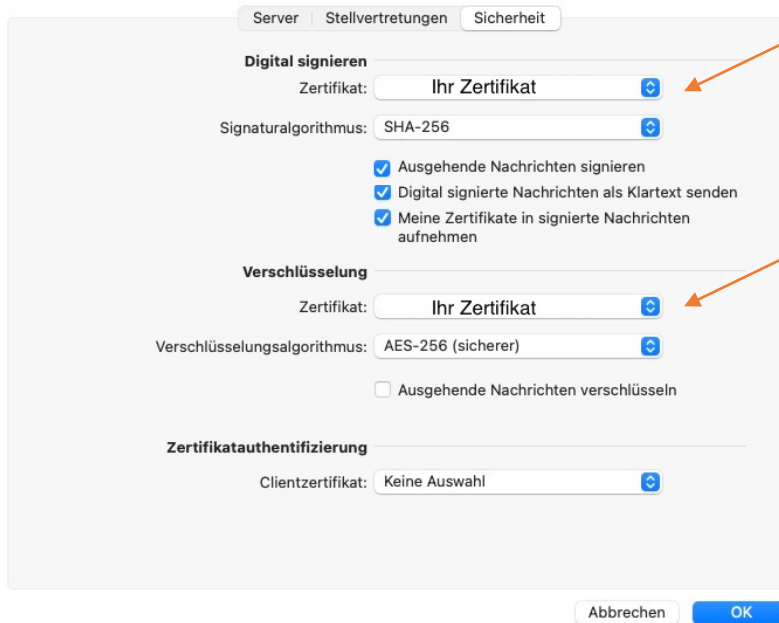 Server Stellvertretungen Sicherheit
Digital signieren
Zertifikat: Ihr Zertifikat
Signaturalgorithmus: SHA-256
Ausgehende Nachrichten signieren
Digital signierte Nachrichten als Klartext senden
Meine Zertifikate in signierte Nachrichten
aufnehmen
Verschlüsselung
Zertifikat: Ihr Zertifikat
Verschlüsselungsalgorithmus: AES-256 (sicherer)
Ausgehende Nachrichten verschlüsseln
Zertifikatauthentifizierung
Clientzertifikat: Keine Auswahl
Abbrechen OK